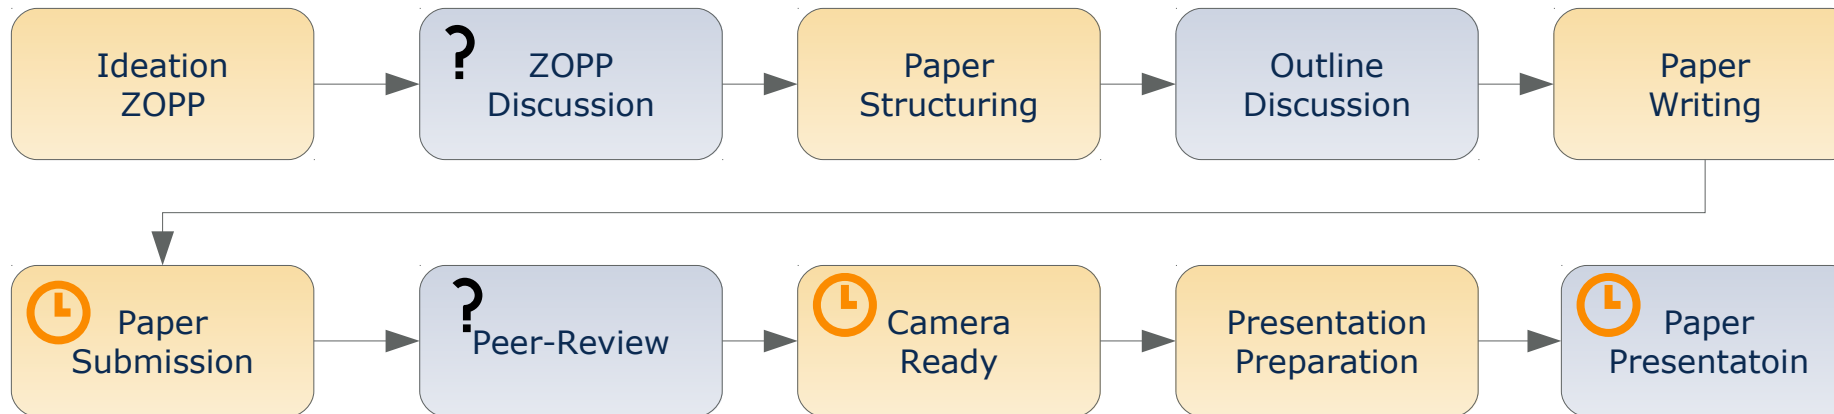 Ideation
ZOPP
?
ZOPP
Discussion
Paper
Structuring
Outline
Discussion
Paper
Writing
Paper
Submission
?
Peer-Review
Camera
Ready
Presentation
Preparation
Paper
Presentatoin